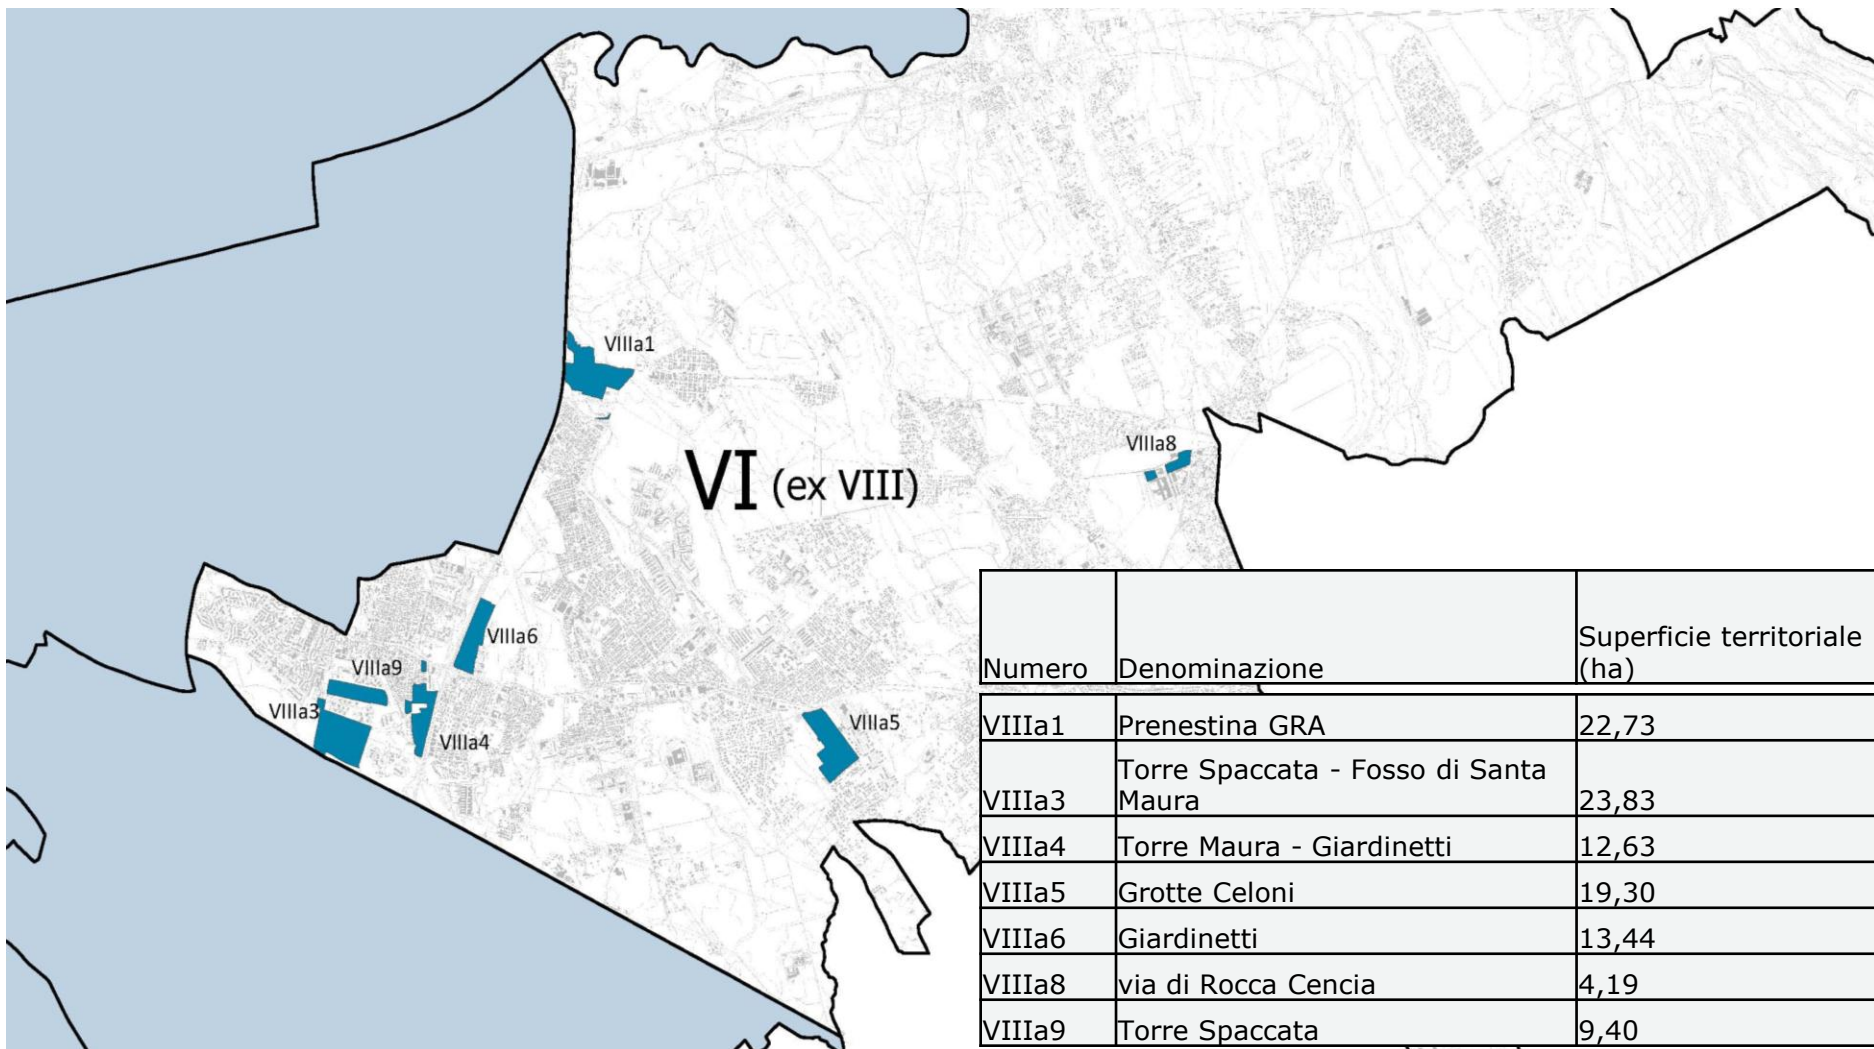 VIIIa1
VIIIa8
VI (ex VIII)
VIIIa6
VIIIa9
VIIIa3
VIIIa4
VIIIa5
Numero Denominazione Superficie territoriale
(ha)
VIIIa1 Prenestina GRA 22,73
Torre Spaccata - Fosso di Santa
VIIIa3 Maura 23,83
VIIIa4 Torre Maura - Giardinetti 12,63
VIIIa5 Grotte Celoni 19,30
VIIIa6 Giardinetti 13,44
VIIIa8 via di Rocca Cencia 4,19
VIIIa9 Torre Spaccata 9,40